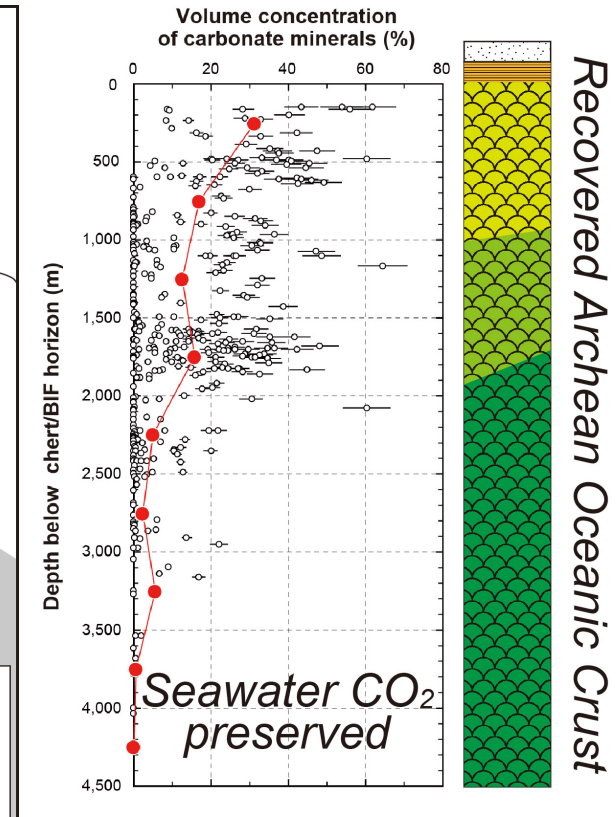 Volume concentration
of carbonate minerals (%)
0 20 40 60 80
0
500
1,000
1,500
2,000
2,500
3,000
3,500
4,000
4,500
Depth below chert/BIF horizon (m)
Seawater CO2
preserved
Recovered Archean Oceanic Crust